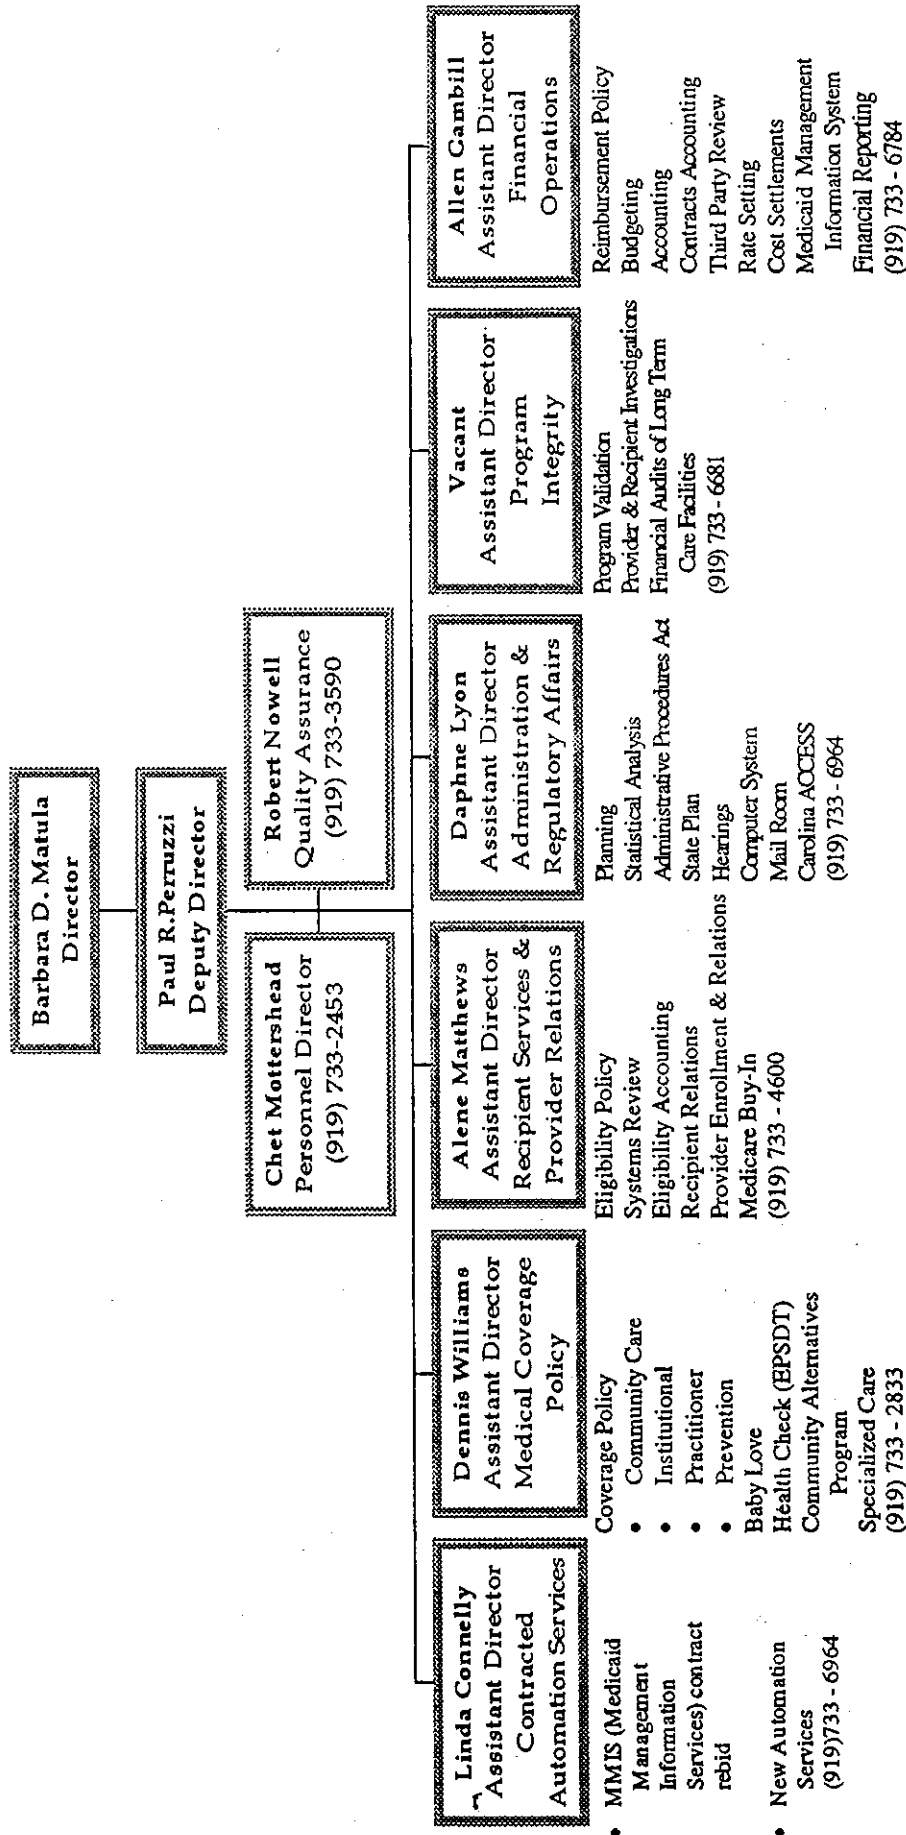 Barbara D. Matula
Director
Paul R.Perruzzi
Deputy Director
Chet Mottershead
Personnel Director
(919) 733-2453
Robert Nowell
Quality Assurance
(919) 733-3590
Linda Connelly
Assistant Director
Contracted
Automation Services
• MMIS (Medicaid
Management
Information
Services) contract
rebid
• New Automation
Services
(919)733 - 6964
Dennis Williams
Assistant Director
Medical Coverage
Policy
Coverage Policy
• Community Care
• Institutional
• Practitioner
• Prevention
Baby Love
Health Check (EPSDT)
Community Alternatives
Program
Specialized Care
(919) 733 - 2833
Alene Matthews
Assistant Director
Recipient Services &
Provider Relations
Eligibility Policy
Systems Review
Eligibility Accounting
Recipient Relations
Provider Enrollment & Relations
Medicare Buy-In
(919) 733 - 4600
Daphne Lyon
Assistant Director
Administration &
Regulatory Affairs
Planning
Statistical Analysis
Administrative Procedures Act
State Plan
Hearings
Computer System
Mail Room
Carolina ACCESS
(919) 733 - 6964
Vacant
Assistant Director
Program
Integrity
Program Validation
Provider & Recipient Investigations
Financial Audits of Long Term
Care Facilities
(919) 733 - 6681
Allen Gambill
Assistant Director
Financial
Operations
Reimbursement Policy
Budgeting
Accounting
Contracts Accounting
Third Party Review
Rate Setting
Cost Settlements
Medicaid Management
Information System
Financial Reporting
(919) 733 - 6784